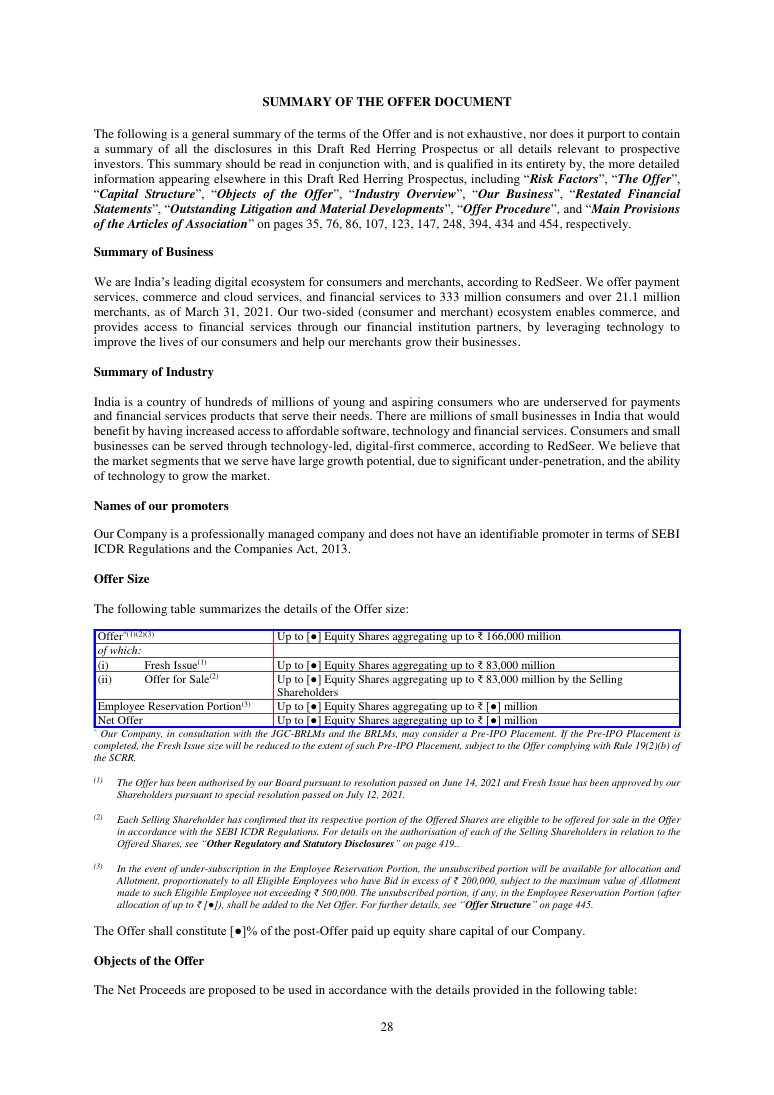 SUMMARY OF THE OFFER DOCUMENT
The following is a general summary of the terms of the Offer and is not exhaustive, nor does it purport to contain
a summary of all the disclosures in this Draft Red Herring Prospectus or all details relevant to prospective
investors. This summary should be read in conjunction with, and is qualified in its entirety by, the more detailed
information appearing elsewhere in this Draft Red Herring Prospectus, including “Risk Factors”, “The Offer”,
“Capital Structure”, “Objects of the Offer”, “Industry Overview”, “Our Business”, “Restated Financial
Statements”, “Outstanding Litigation and Material Developments”, “Offer Procedure”, and “Main Provisions
of the Articles of Association” on pages 35, 76, 86, 107, 123, 147, 248, 394, 434 and 454, respectively.
Summary of Business
We are India’s leading digital ecosystem for consumers and merchants, according to RedSeer. We offer payment
services, commerce and cloud services, and financial services to 333 million consumers and over 21.1 million
merchants, as of March 31, 2021. Our two-sided (consumer and merchant) ecosystem enables commerce, and
provides access to financial services through our financial institution partners, by leveraging technology to
improve the lives of our consumers and help our merchants grow their businesses.
Summary of Industry
India is a country of hundreds of millions of young and aspiring consumers who are underserved for payments
and financial services products that serve their needs. There are millions of small businesses in India that would
benefit by having increased access to affordable software, technology and financial services. Consumers and small
businesses can be served through technology-led, digital-first commerce, according to RedSeer. We believe that
the market segments that we serve have large growth potential, due to significant under-penetration, and the ability
of technology to grow the market.
Names of our promoters
Our Company is a professionally managed company and does not have an identifiable promoter in terms of SEBI
ICDR Regulations and the Companies Act, 2013.
Offer Size
The following table summarizes the details of the Offer size:
Offer^(1)(2)(3) Up to [●] Equity Shares aggregating up to ₹ 166,000 million
of which:
(i) Fresh Issue(1) Up to [●] Equity Shares aggregating up to ₹ 83,000 million
(ii) Offer for Sale(2) Up to [●] Equity Shares aggregating up to ₹ 83,000 million by the Selling
Shareholders
Employee Reservation Portion(3) Up to [●] Equity Shares aggregating up to ₹ [●] million
Net Offer Up to [●] Equity Shares aggregating up to ₹ [●] million
^ Our Company, in consultation with the JGC-BRLMs and the BRLMs, may consider a Pre-IPO Placement. If the Pre-IPO Placement is
completed, the Fresh Issue size will be reduced to the extent of such Pre-IPO Placement, subject to the Offer complying with Rule 19(2)(b) of
the SCRR.
(1) The Offer has been authorised by our Board pursuant to resolution passed on June 14, 2021 and Fresh Issue has been approved by our
Shareholders pursuant to special resolution passed on July 12, 2021.
(2) Each Selling Shareholder has confirmed that its respective portion of the Offered Shares are eligible to be offered for sale in the Offer
in accordance with the SEBI ICDR Regulations. For details on the authorisation of each of the Selling Shareholders in relation to the
Offered Shares, see “Other Regulatory and Statutory Disclosures” on page 419..
(3) In the event of under-subscription in the Employee Reservation Portion, the unsubscribed portion will be available for allocation and
Allotment, proportionately to all Eligible Employees who have Bid in excess of ₹ 200,000, subject to the maximum value of Allotment
made to such Eligible Employee not exceeding ₹ 500,000. The unsubscribed portion, if any, in the Employee Reservation Portion (after
allocation of up to ₹ [●]), shall be added to the Net Offer. For further details, see “Offer Structure” on page 445.
The Offer shall constitute [●]% of the post-Offer paid up equity share capital of our Company.
Objects of the Offer
The Net Proceeds are proposed to be used in accordance with the details provided in the following table:
28